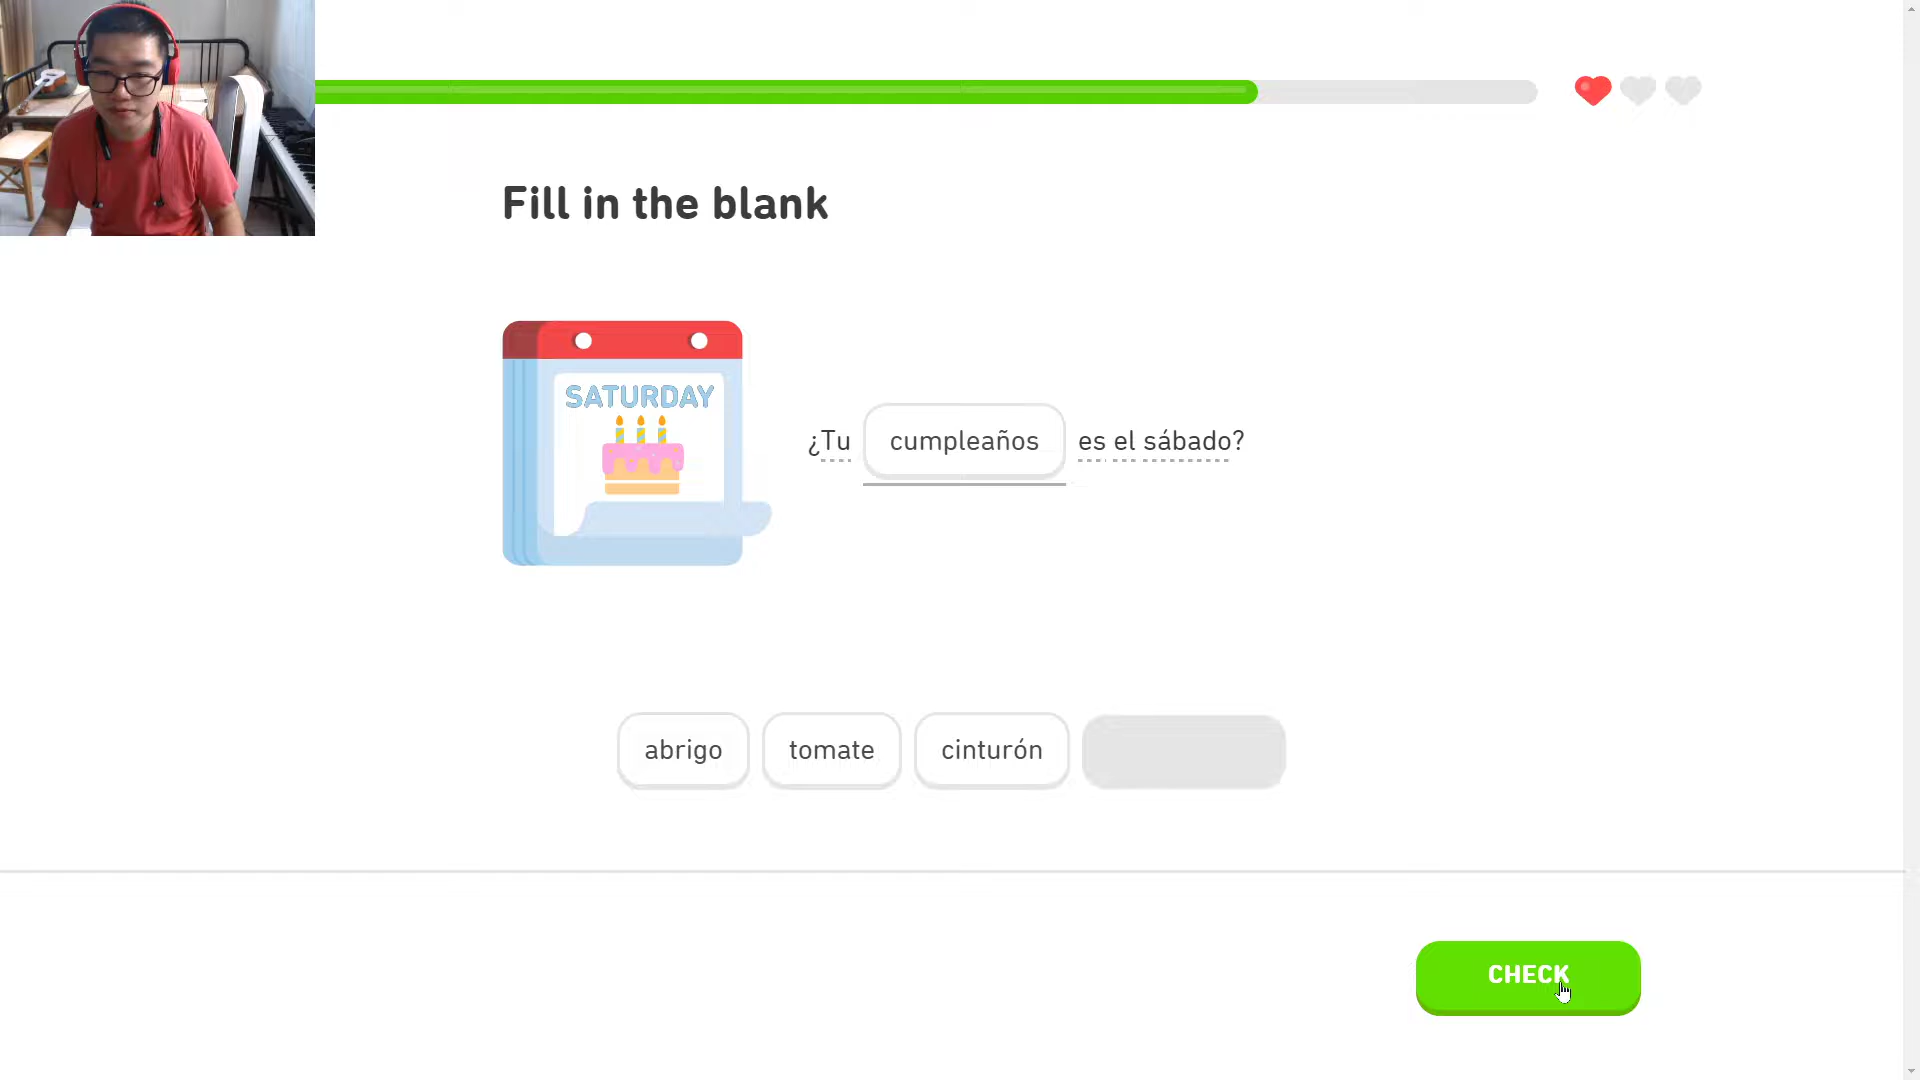 Fill in the blank
SATURDAY
¿Tu cumpleaños es el sábado?
abrigo tomate cinturón
CHECK